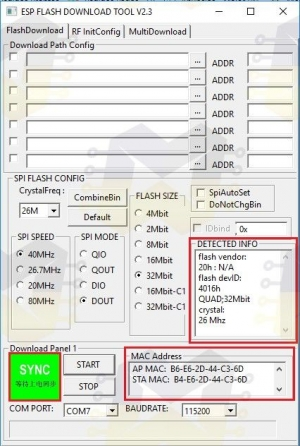 ESP FLASH DOWNLOAD TOOL V2.3
FlashDownload RF InitConfig MultiDownload
Download Path Config
... ADDR
... ADDR
... ADDR
... ADDR
... ADDR
... ADDR
... ADDR
SPI FLASH CONFIG
CrystalFreq :
26M
CombineBin
Default
SPI SPEED
40MHz
26.7MHz
20MHz
80MHz
SPI MODE
QIO
QOUT
DIO
DOUT
FLASH SIZE
4Mbit
2Mbit
8Mbit
16Mbit
32Mbit
16Mbit-C1
32Mbit-C1
SpiAutoSet
DoNotChgBin
IDbind 0x
DETECTED INFO
flash vendor:
20h : N/A
flash devID:
4016h
QUAD;32Mbit
crystal:
26 Mhz
Download Panel 1
SYNC
等待上电同步
START
STOP
MAC Address
AP MAC: B6-E6-2D-44-C3-6D
STA MAC: B4-E6-2D-44-C3-6D
COM PORT: COM7
BAUDRATE: 115200